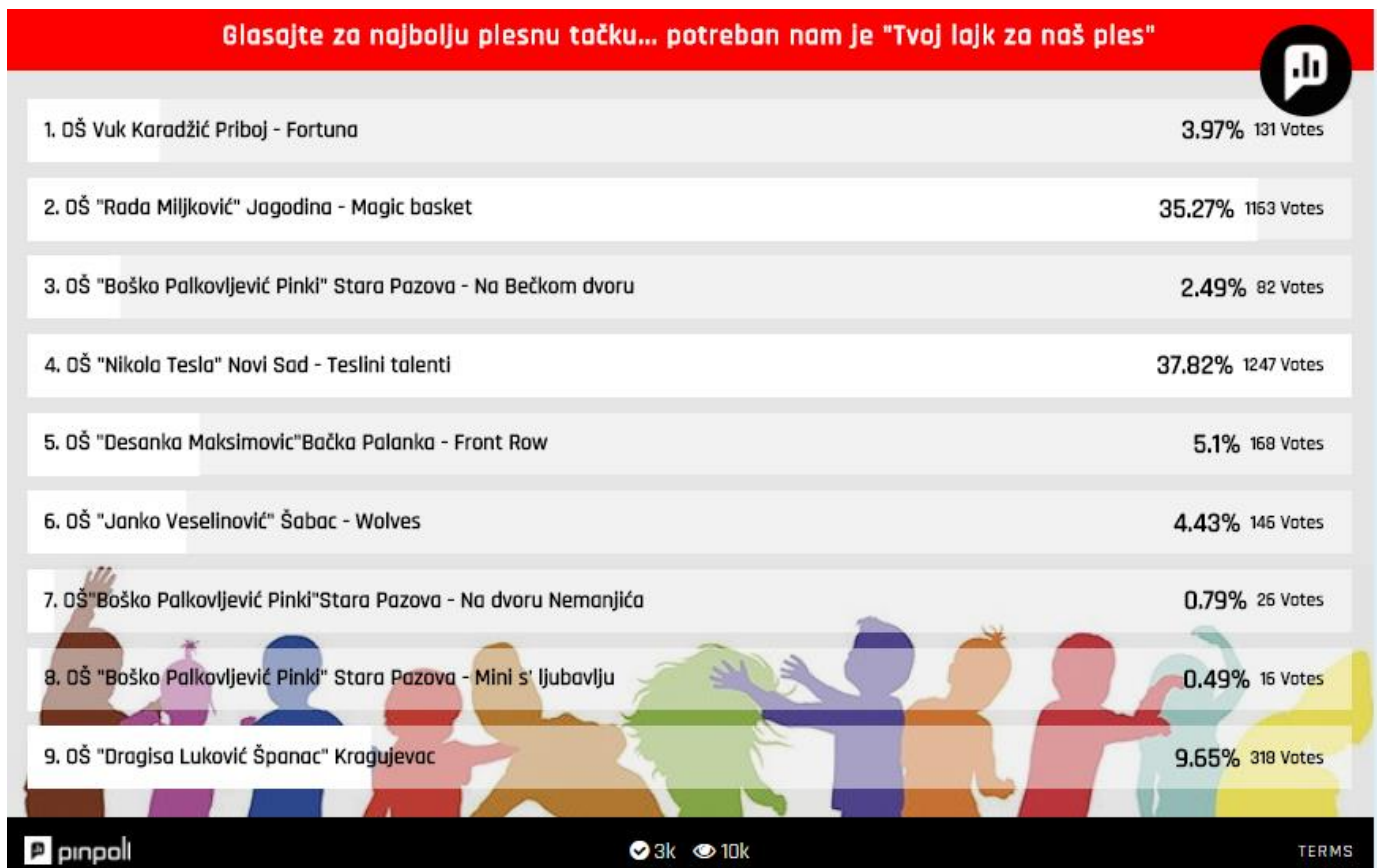 Glasajte za najbolju plesnu tačku... potreban nam je "Tvoj lajk za naš ples"
1. OŠ Vuk Karadžić Priboj - Fortuna 3.97% 131 Votes
2. OŠ "Rada Miljković" Jagodina - Magic basket 35.27% 1163 Votes
3. OŠ "Boško Palkovljević Pinki" Stara Pazova - Na Bečkom dvoru 2.49% 82 Votes
4. OŠ "Nikola Tesla" Novi Sad - Teslini talenti 37.82% 1247 Votes
5. OŠ "Desanka Maksimovic"Bačka Palanka - Front Row 5.1% 168 Votes
6. OŠ "Janko Veselinović" Šabac - Wolves 4.43% 146 Votes
7. OŠ"Boško Palkovljević Pinki"Stara Pazova - Na dvoru Nemanjića 0.79% 26 Votes
8. OŠ "Boško Palkovljević Pinki" Stara Pazova - Mini s' ljubavlju 0.49% 16 Votes
9. OŠ "Dragisa Luković Španac" Kragujevac 9.65% 318 Votes
pinpoll 3k 10k TERMS